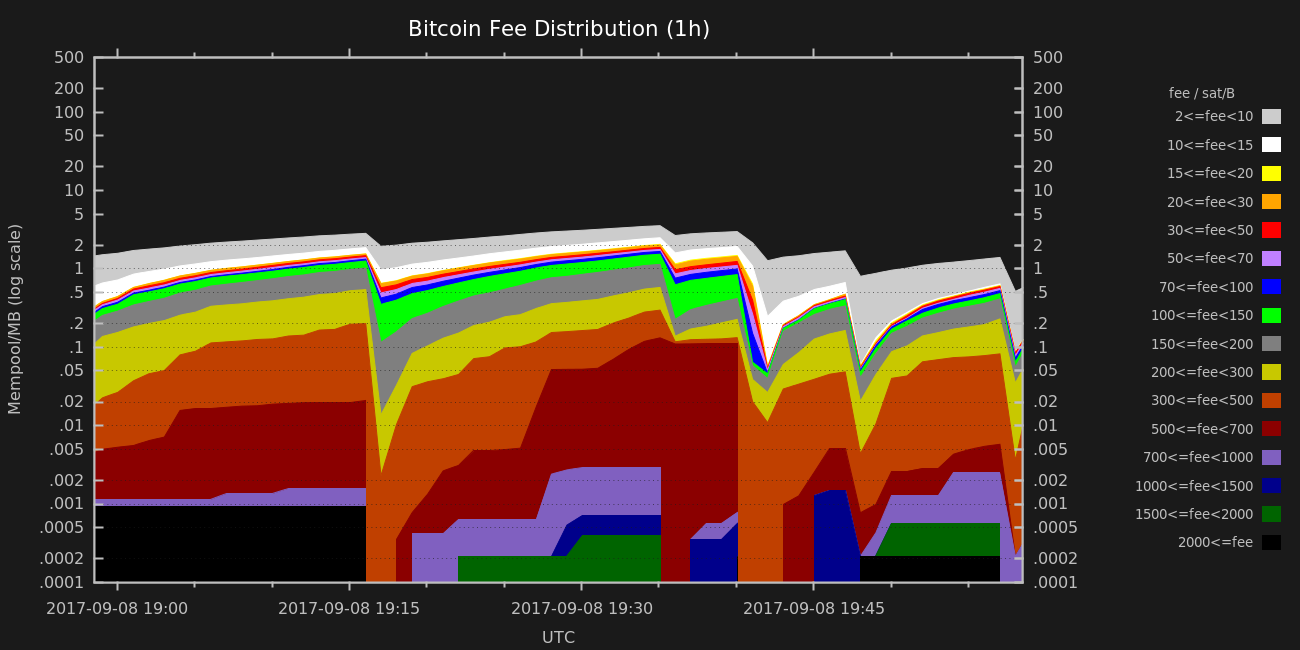 Bitcoin Fee Distribution (1h)
Mempool/MB (log scale)
500
200
100
50
20
10
5
2
1
.5
.2
.1
.05
.02
.01
.005
.002
.001
.0005
.0002
.0001
500
200
100
50
20
10
5
2
1
.5
.2
.1
.05
.02
.01
.005
.002
.001
.0005
.0002
.0001
2017-09-08 19:00
2017-09-08 19:15
2017-09-08 19:30
2017-09-08 19:45
UTC
fee / sat/B
2<=fee<10
10<=fee<15
15<=fee<20
20<=fee<30
30<=fee<50
50<=fee<70
70<=fee<100
100<=fee<150
150<=fee<200
200<=fee<300
300<=fee<500
500<=fee<700
700<=fee<1000
1000<=fee<1500
1500<=fee<2000
2000<=fee